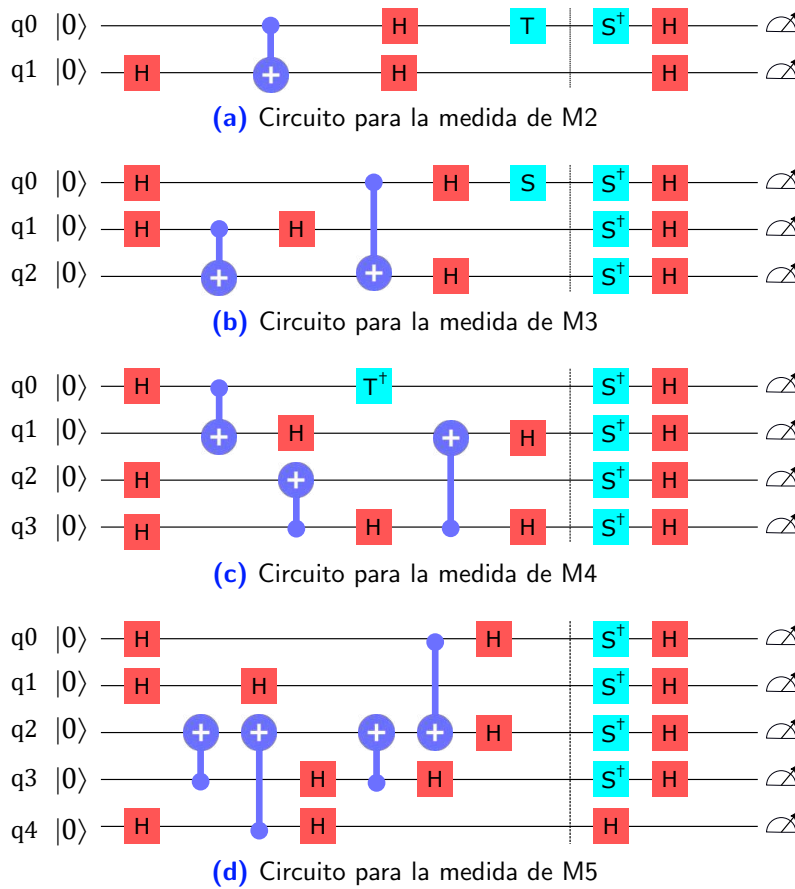 q0 |0⟩ H T S† H
q1 |0⟩ H H H
(a) Circuito para la medida de M2
q0 |0⟩ H H S S† H
q1 |0⟩ H H S† H
q2 |0⟩ H S† H
(b) Circuito para la medida de M3
q0 |0⟩ H T† S† H
q1 |0⟩ H H S† H
q2 |0⟩ H S† H
q3 |0⟩ H H H S† H
(c) Circuito para la medida de M4
q0 |0⟩ H H S† H
q1 |0⟩ H H S† H
q2 |0⟩ H S† H
q3 |0⟩ H H S† H
q4 |0⟩ H H H
(d) Circuito para la medida de M5